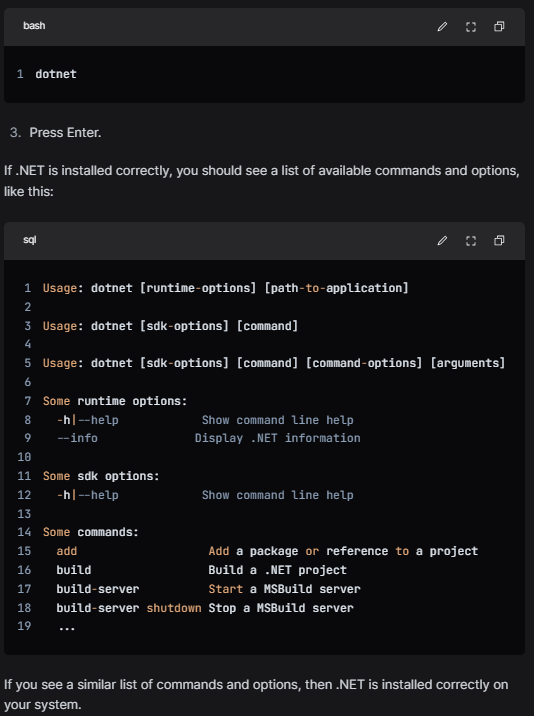 bash
1 dotnet
3. Press Enter.
If .NET is installed correctly, you should see a list of available commands and options,
like this:
sql
1 Usage: dotnet [runtime-options] [path-to-application]
2
3 Usage: dotnet [sdk-options] [command]
4
5 Usage: dotnet [sdk-options] [command] [command-options] [arguments]
6
7 Some runtime options:
8   -h|--help            Show command line help
9   --info              Display .NET information
10
11 Some sdk options:
12   -h|--help            Show command line help
13
14 Some commands:
15   add                   Add a package or reference to a project
16   build                 Build a .NET project
17   build-server          Start a MSBuild server
18   build-server shutdown Stop a MSBuild server
19   ...
If you see a similar list of commands and options, then .NET is installed correctly on
your system.